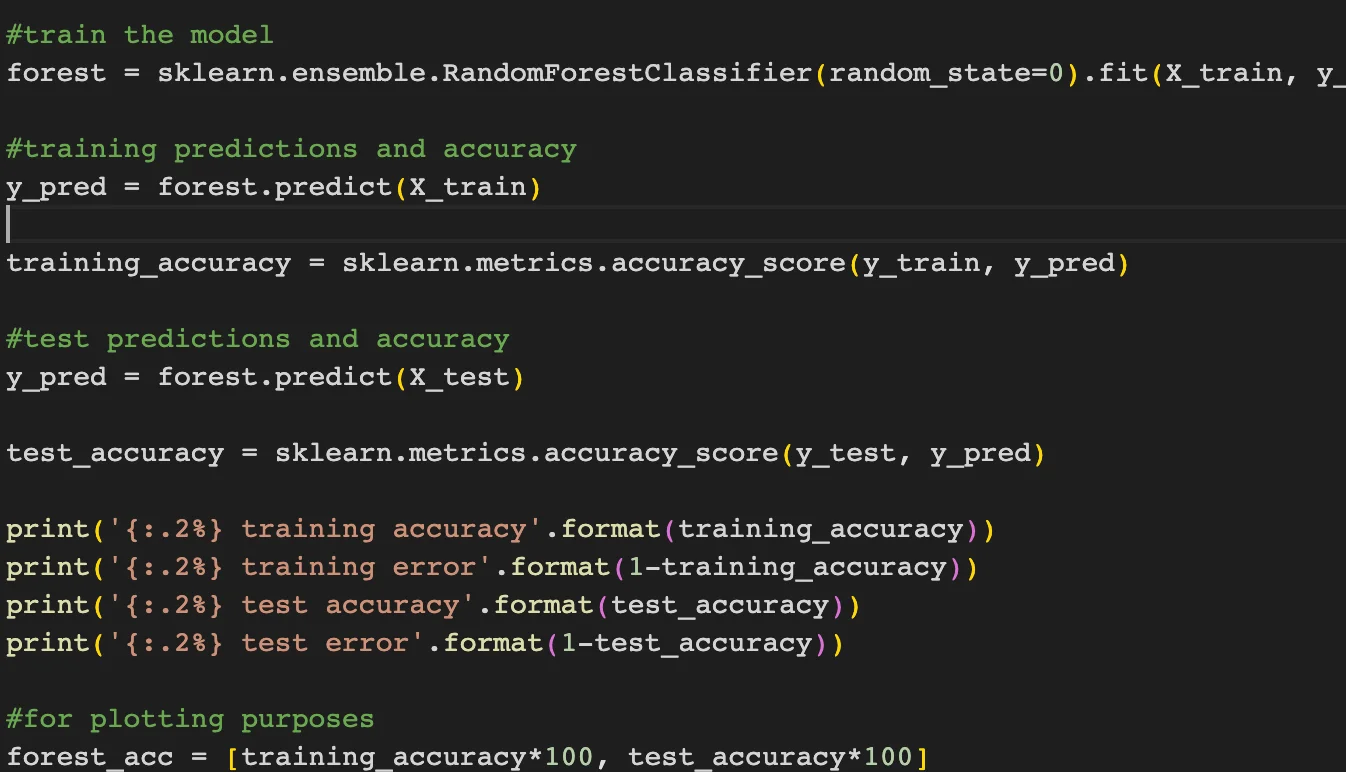 #train the model
forest = sklearn.ensemble.RandomForestClassifier(random_state=0).fit(X_train, y_
#training predictions and accuracy
y_pred = forest.predict(X_train)
training_accuracy = sklearn.metrics.accuracy_score(y_train, y_pred)
#test predictions and accuracy
y_pred = forest.predict(X_test)
test_accuracy = sklearn.metrics.accuracy_score(y_test, y_pred)
print('{:.2%} training accuracy'.format(training_accuracy))
print('{:.2%} training error'.format(1-training_accuracy))
print('{:.2%} test accuracy'.format(test_accuracy))
print('{:.2%} test error'.format(1-test_accuracy))
#for plotting purposes
forest_acc = [training_accuracy*100, test_accuracy*100]